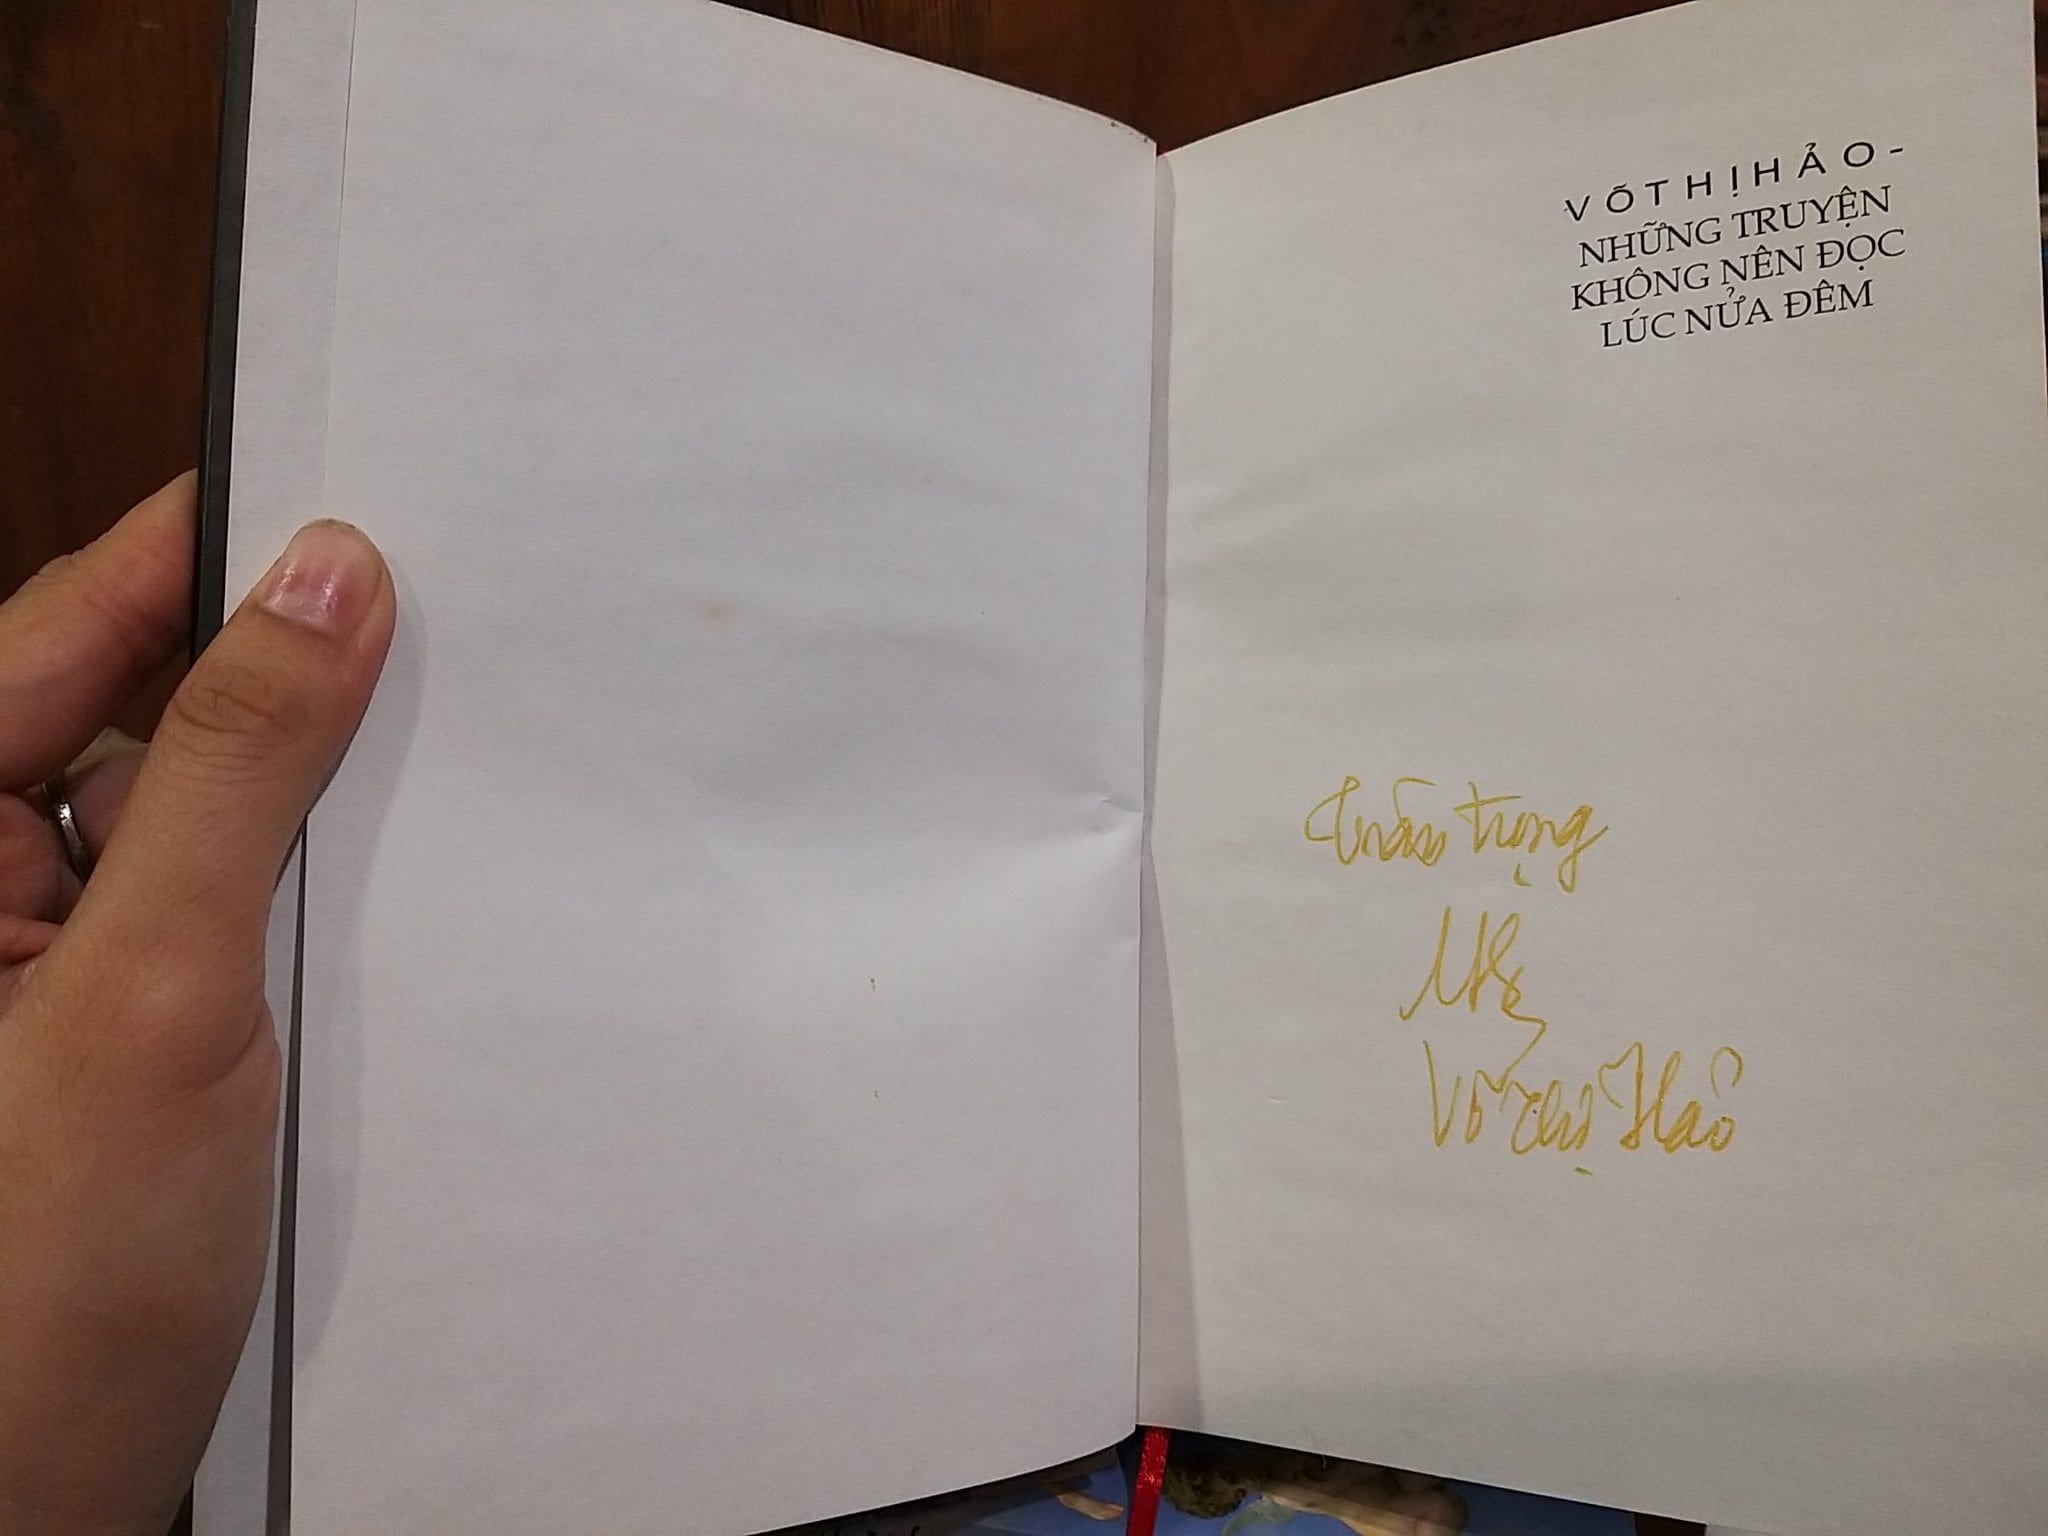 VÕ THỊ HẢO -
NHỮNG TRUYỆN
KHÔNG NÊN ĐỌC
LÚC NỬA ĐÊM
Trân trọng
Võ Thị Hảo